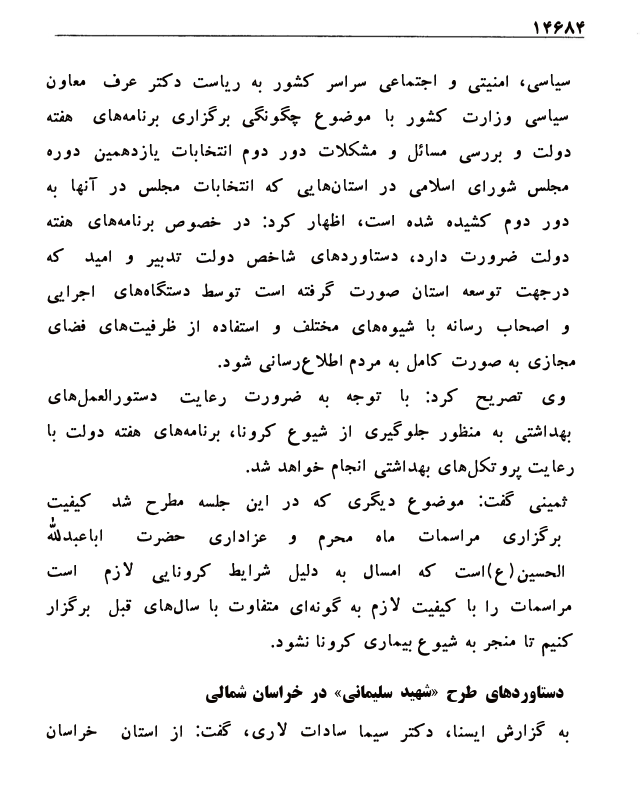 ۱۴۶۸۴
سیاسی، امنیتی و اجتماعی سراسر کشور به ریاست دکتر عرف معاون
سیاسی وزارت کشور با موضوع چگونگی برگزاری برنامه‌های هفته
دولت و بررسی مسائل و مشکلات دور دوم انتخابات یازدهمین دوره
مجلس شورای اسلامی در استان‌هایی که انتخابات مجلس در آنها به
دور دوم کشیده شده است، اظهار کرد: در خصوص برنامه‌های هفته
دولت ضرورت دارد، دستاوردهای شاخص دولت تدبیر و امید که
درجهت توسعه استان صورت گرفته است توسط دستگاه‌های اجرایی
و اصحاب رسانه با شیوه‌های مختلف و استفاده از ظرفیت‌های فضای
مجازی به صورت کامل به مردم اطلاع‌رسانی شود.
وی تصریح کرد: با توجه به ضرورت رعایت دستورالعمل‌های
بهداشتی به منظور جلوگیری از شیوع کرونا، برنامه‌های هفته دولت با
رعایت پروتکل‌های بهداشتی انجام خواهد شد.
ثمینی گفت: موضوع دیگری که در این جلسه مطرح شد کیفیت
برگزاری مراسمات ماه محرم و عزاداری حضرت اباعبدلله
الحسین(ع)است که امسال به دلیل شرایط کرونایی لازم است
مراسمات را با کیفیت لازم به گونه‌ای متفاوت با سال‌های قبل برگزار
کنیم تا منجر به شیوع بیماری کرونا نشود.
دستاوردهای طرح «شهید سلیمانی» در خراسان شمالی
به گزارش ایسنا، دکتر سیما سادات لاری، گفت: از استان خراسان